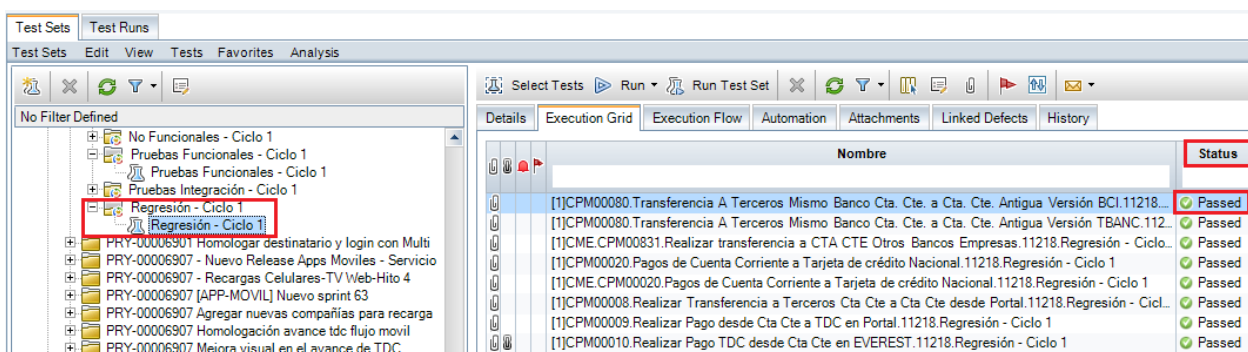 Test Sets Test Runs
Test Sets Edit View Tests Favorites Analysis
Select Tests Run Run Test Set
No Filter Defined
No Funcionales - Ciclo 1
Pruebas Funcionales - Ciclo 1
Pruebas Funcionales - Ciclo 1
Pruebas Integración - Ciclo 1
Regresión - Ciclo 1
Regresión - Ciclo 1
PRY-00006901 Homologar destinatario y login con Multi
PRY-00006907 - Nuevo Release Apps Moviles - Servicio
PRY-00006907 - Recargas Celulares-TV Web-Hito 4
PRY-00006907 [APP-MOVIL] Nuevo sprint 63
PRY-00006907 Agregar nuevas compañías para recarga
PRY-00006907 Homologación avance tdc flujo movil
PRY-00006907 Mejora visual en el avance de TDC
Details Execution Grid Execution Flow Automation Attachments Linked Defects History
Nombre Status
[1]CPM00080.Transferencia A Terceros Mismo Banco Cta. Cte. a Cta. Cte. Antigua Versión BCI.11218.... Passed
[1]CPM00080.Transferencia A Terceros Mismo Banco Cta. Cte. a Cta. Cte. Antigua Versión TBANC.112... Passed
[1]CME.CPM00831.Realizar transferencia a CTA CTE Otros Bancos Empresas.11218.Regresión - Ciclo... Passed
[1]CPM00020.Pagos de Cuenta Corriente a Tarjeta de crédito Nacional.11218.Regresión - Ciclo 1 Passed
[1]CME.CPM00020.Pagos de Cuenta Corriente a Tarjeta de crédito Nacional.11218.Regresión - Ciclo 1 Passed
[1]CPM00008.Realizar Transferencia a Terceros Cta Cte a Cta Cte desde Portal.11218.Regresión - Cicl... Passed
[1]CPM00009.Realizar Pago desde Cta Cte a TDC en Portal.11218.Regresión - Ciclo 1 Passed
[1]CPM00010.Realizar Pago TDC desde Cta Cte en EVEREST.11218.Regresión - Ciclo 1 Passed